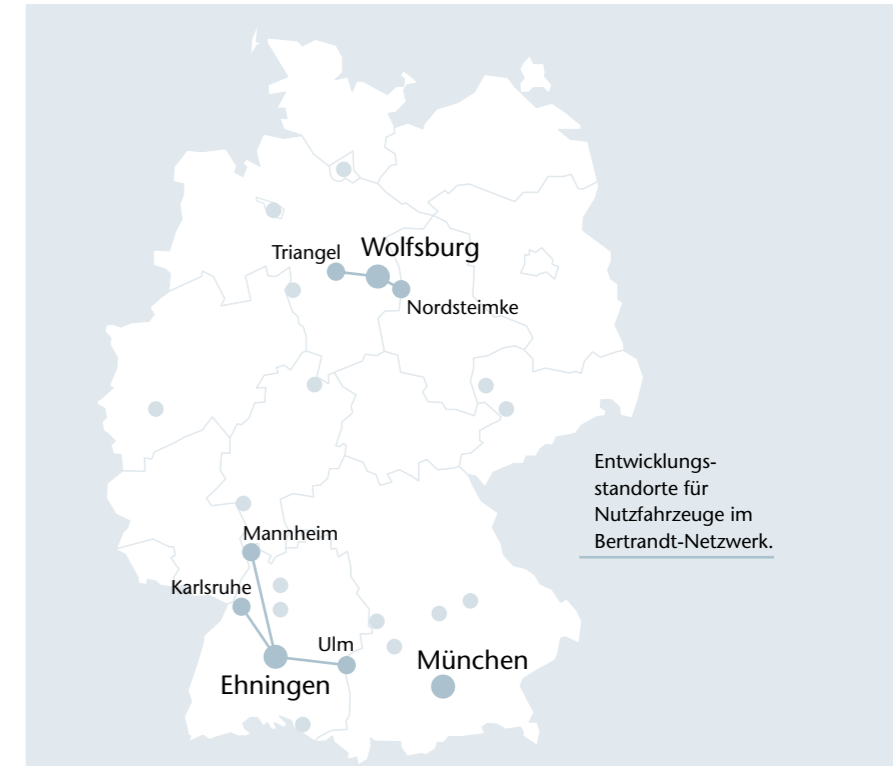 Triangel
Wolfsburg
Nordsteimke
Entwicklungs-
standorte für
Nutzfahrzeuge im
Bertrandt-Netzwerk.
Mannheim
Karlsruhe
Ulm
München
Ehningen